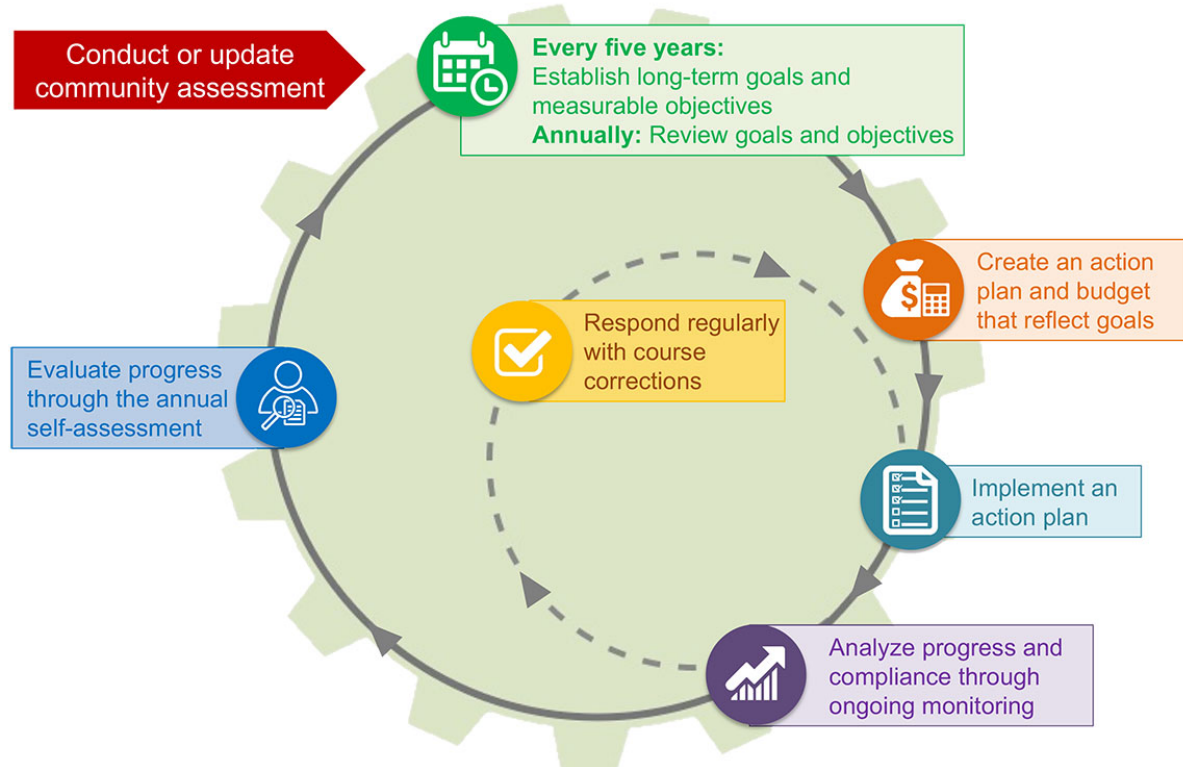 Conduct or update
community assessment
Every five years:
Establish long-term goals and
measurable objectives
Annually: Review goals and objectives
Create an action
plan and budget
that reflect goals
Respond regularly
with course
corrections
Evaluate progress
through the annual
self-assessment
Implement an
action plan
Analyze progress and
compliance through
ongoing monitoring